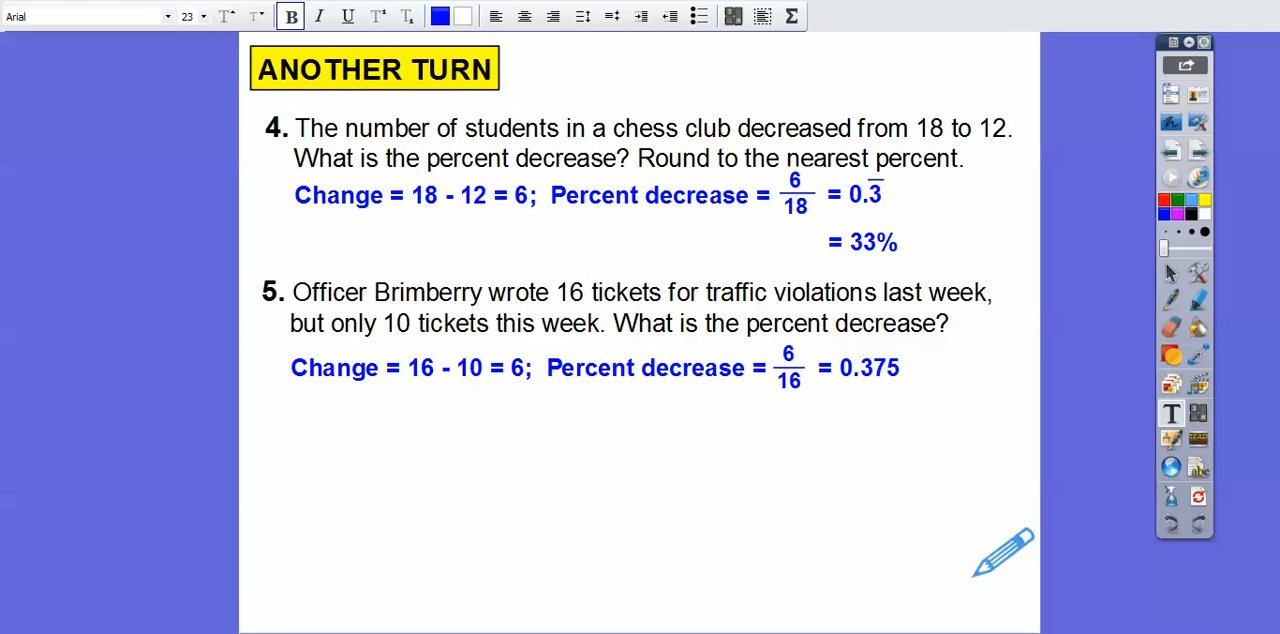 Arial 23 T T B I U T¹ T₁ Σ
ANOTHER TURN
4. The number of students in a chess club decreased from 18 to 12.
What is the percent decrease? Round to the nearest percent.
Change = 18 - 12 = 6; Percent decrease = 6/18 = 0.3̅
= 33%
5. Officer Brimberry wrote 16 tickets for traffic violations last week,
but only 10 tickets this week. What is the percent decrease?
Change = 16 - 10 = 6; Percent decrease = 6/16 = 0.375
T
abc